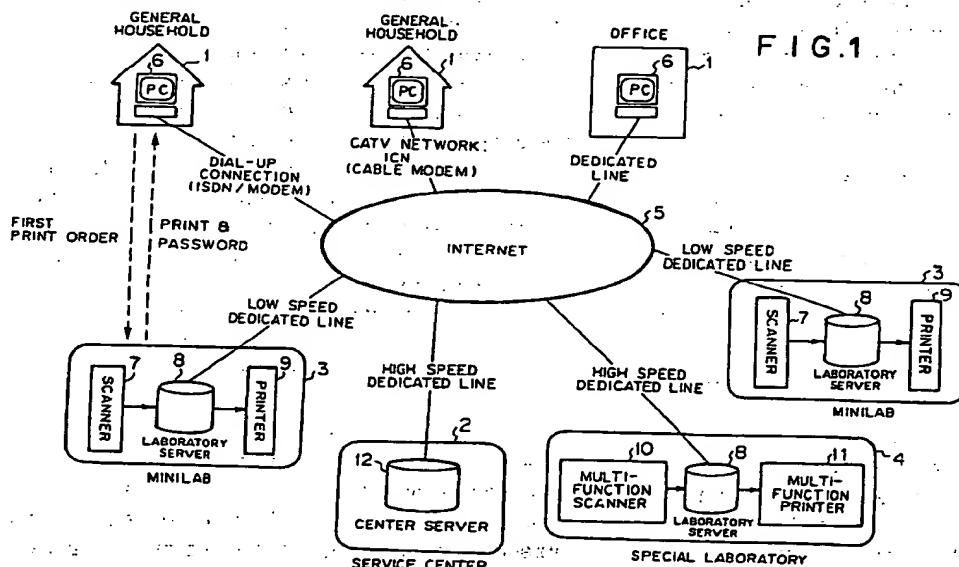 FIG.1
GENERAL
HOUSEHOLD
1
6
PC
GENERAL
HOUSEHOLD
1
6
PC
OFFICE
1
6
PC
DIAL-UP
CONNECTION
(ISDN/MODEM)
CATV NETWORK:
ICN
(CABLE MODEM)
DEDICATED
LINE
FIRST
PRINT ORDER
PRINT &
PASSWORD
INTERNET
5
LOW SPEED
DEDICATED LINE
LOW SPEED
DEDICATED LINE
HIGH SPEED
DEDICATED LINE
HIGH SPEED
DEDICATED LINE
3
7
SCANNER
8
LABORATORY
SERVER
9
PRINTER
MINILAB
3
7
SCANNER
8
LABORATORY
SERVER
9
PRINTER
MINILAB
2
12
CENTER SERVER
SERVICE CENTER
4
10
MULTI-
FUNCTION
SCANNER
8
LABORATORY
SERVER
11
MULTI-
FUNCTION
PRINTER
SPECIAL LABORATORY